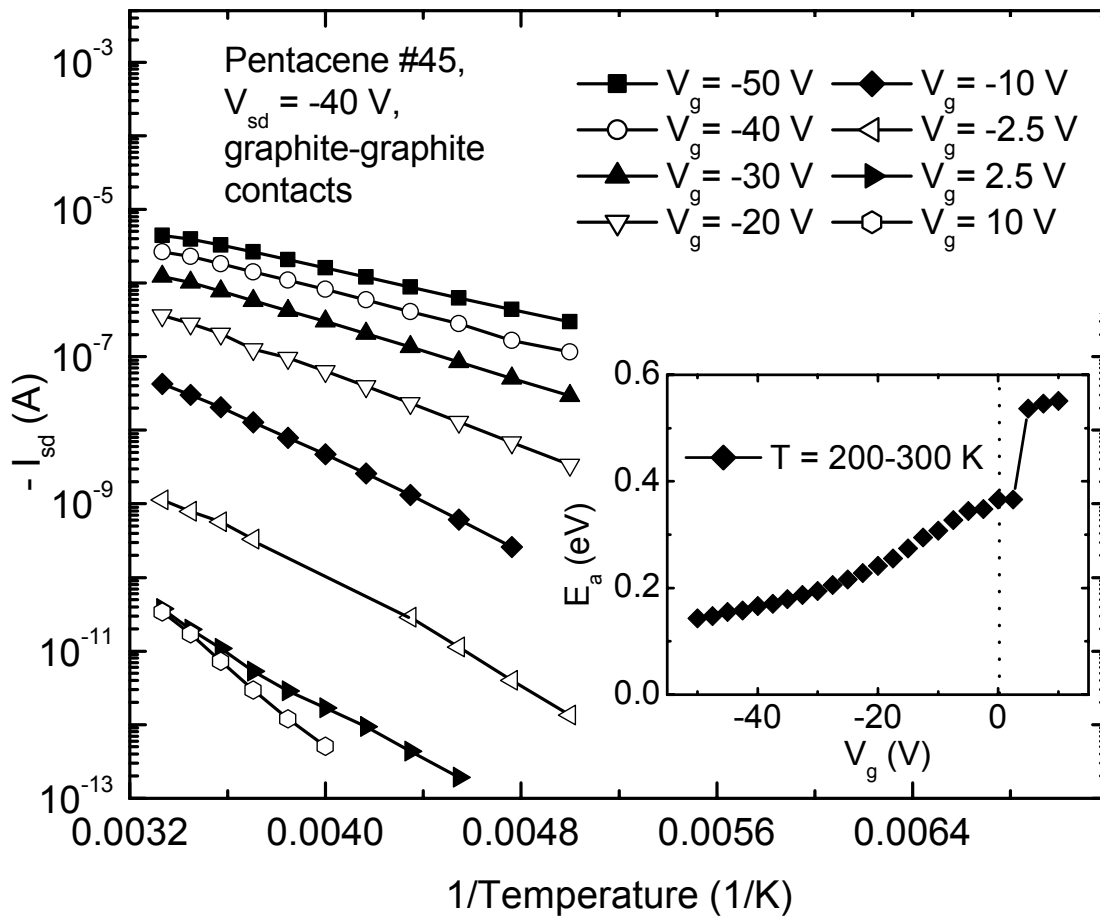 Pentacene #45,
V_sd = -40 V,
graphite-graphite
contacts
V_g = -50 V
V_g = -40 V
V_g = -30 V
V_g = -20 V
V_g = -10 V
V_g = -2.5 V
V_g = 2.5 V
V_g = 10 V
- I_sd (A)
10^-3
10^-5
10^-7
10^-9
10^-11
10^-13
0.0032 0.0040 0.0048 0.0056 0.0064
1/Temperature (1/K)
T = 200-300 K
E_a (eV)
0.6
0.4
0.2
0.0
-40 -20 0
V_g (V)